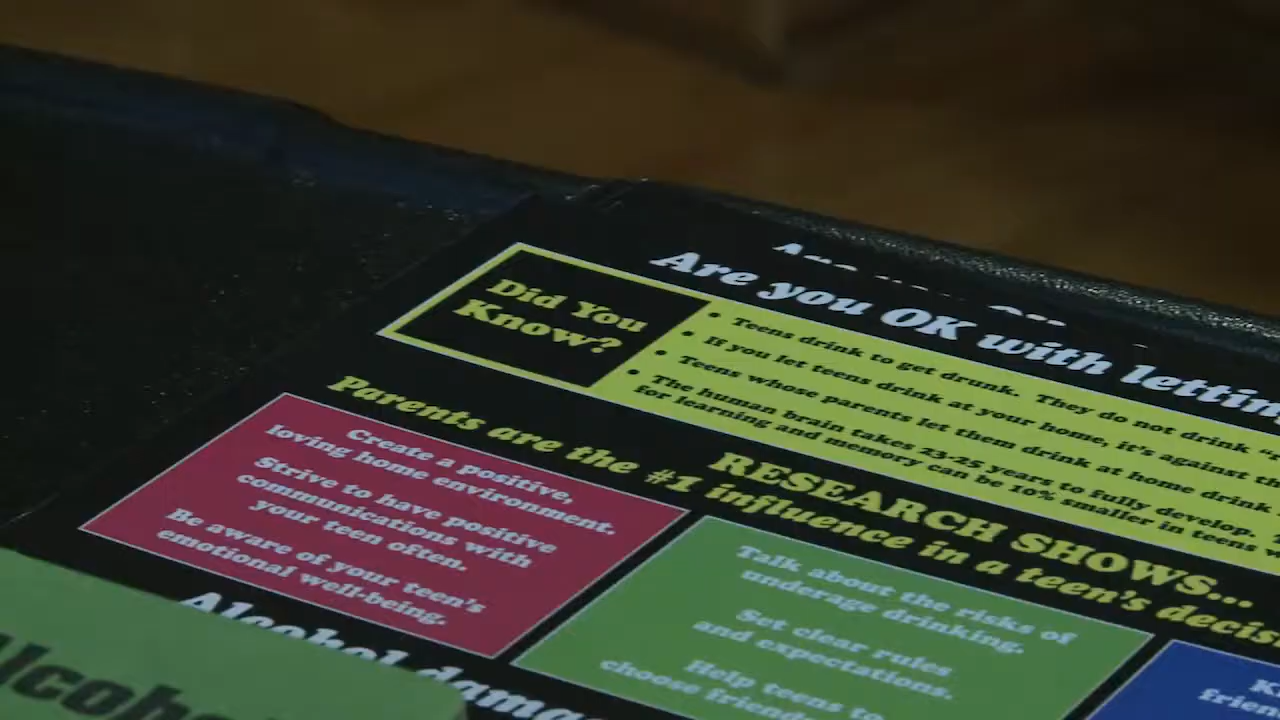 Are you OK with letting
Did You
Know?
• Teens drink to get drunk. They do not drink
• If you let teens drink at your home, it's against
• Teens whose parents let them drink at home drink
• The human brain takes 23-25 years to fully develop.
for learning and memory can be 10% smaller in teens
RESEARCH SHOWS...
Parents are the #1 influence in a teen's
Create a positive,
loving home environment.
Strive to have positive
communications with
your teen often.
Be aware of your teen's
emotional well-being.
Talk about the risks of
underage drinking.
Set clear rules
and expectations.
Help teens to
choose
Alcohol